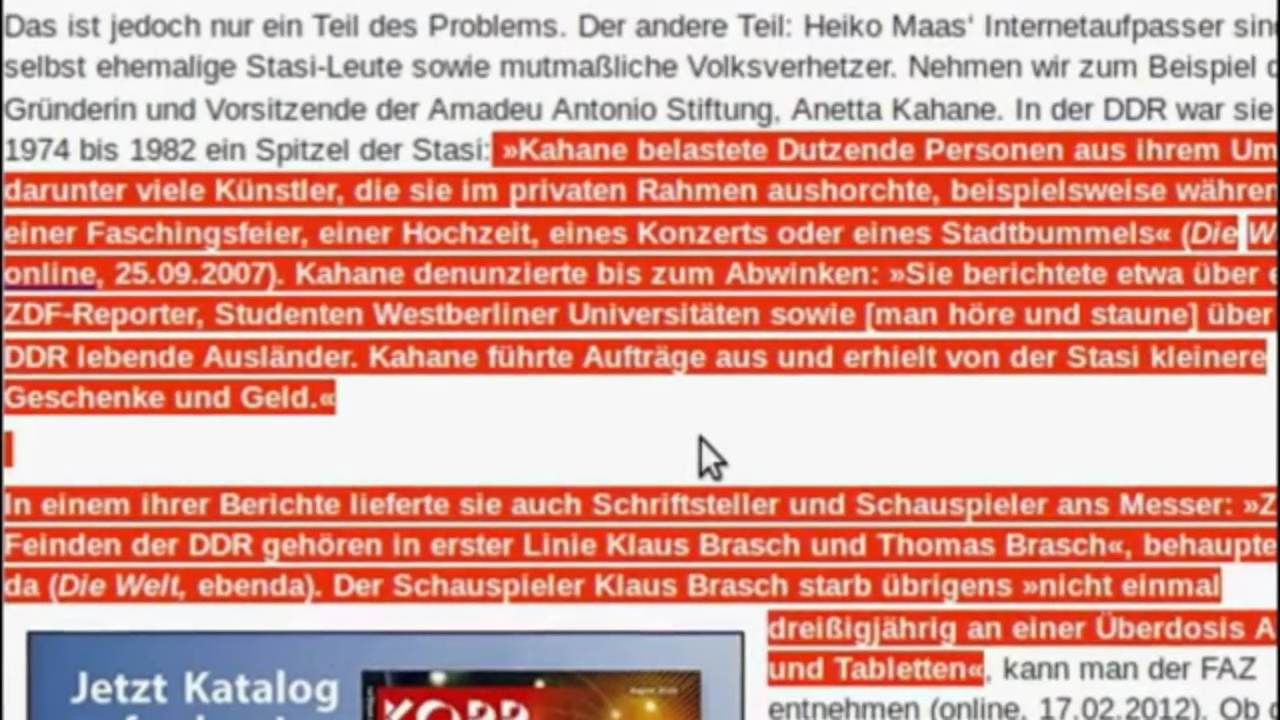 Das ist jedoch nur ein Teil des Problems. Der andere Teil: Heiko Maas' Internetaufpasser
selbst ehemalige Stasi-Leute sowie mutmaßliche Volksverhetzer. Nehmen wir zum Beispiel
Gründerin und Vorsitzende der Amadeu Antonio Stiftung, Anetta Kahane. In der DDR war sie
1974 bis 1982 ein Spitzel der Stasi: »Kahane belastete Dutzende Personen aus ihrem
darunter viele Künstler, die sie im privaten Rahmen aushorchte, beispielsweise
einer Faschingsfeier, einer Hochzeit, eines Konzerts oder eines Stadtbummels« (Die
online, 25.09.2007). Kahane denunzierte bis zum Abwinken: »Sie berichtete etwa über
ZDF-Reporter, Studenten Westberliner Universitäten sowie [man höre und staune] über
DDR lebende Ausländer. Kahane führte Aufträge aus und erhielt von der Stasi kleinere
Geschenke und Geld.«
In einem ihrer Berichte lieferte sie auch Schriftsteller und Schauspieler ans Messer:
Feinden der DDR gehören in erster Linie Klaus Brasch und Thomas Brasch«,
da (Die Welt, ebenda). Der Schauspieler Klaus Brasch starb übrigens »nicht einmal
dreißigjährig an einer Überdosis
und Tabletten«, kann man der FAZ
entnehmen (online, 17.02.2012). Ob
Jetzt Katalog
KOPP